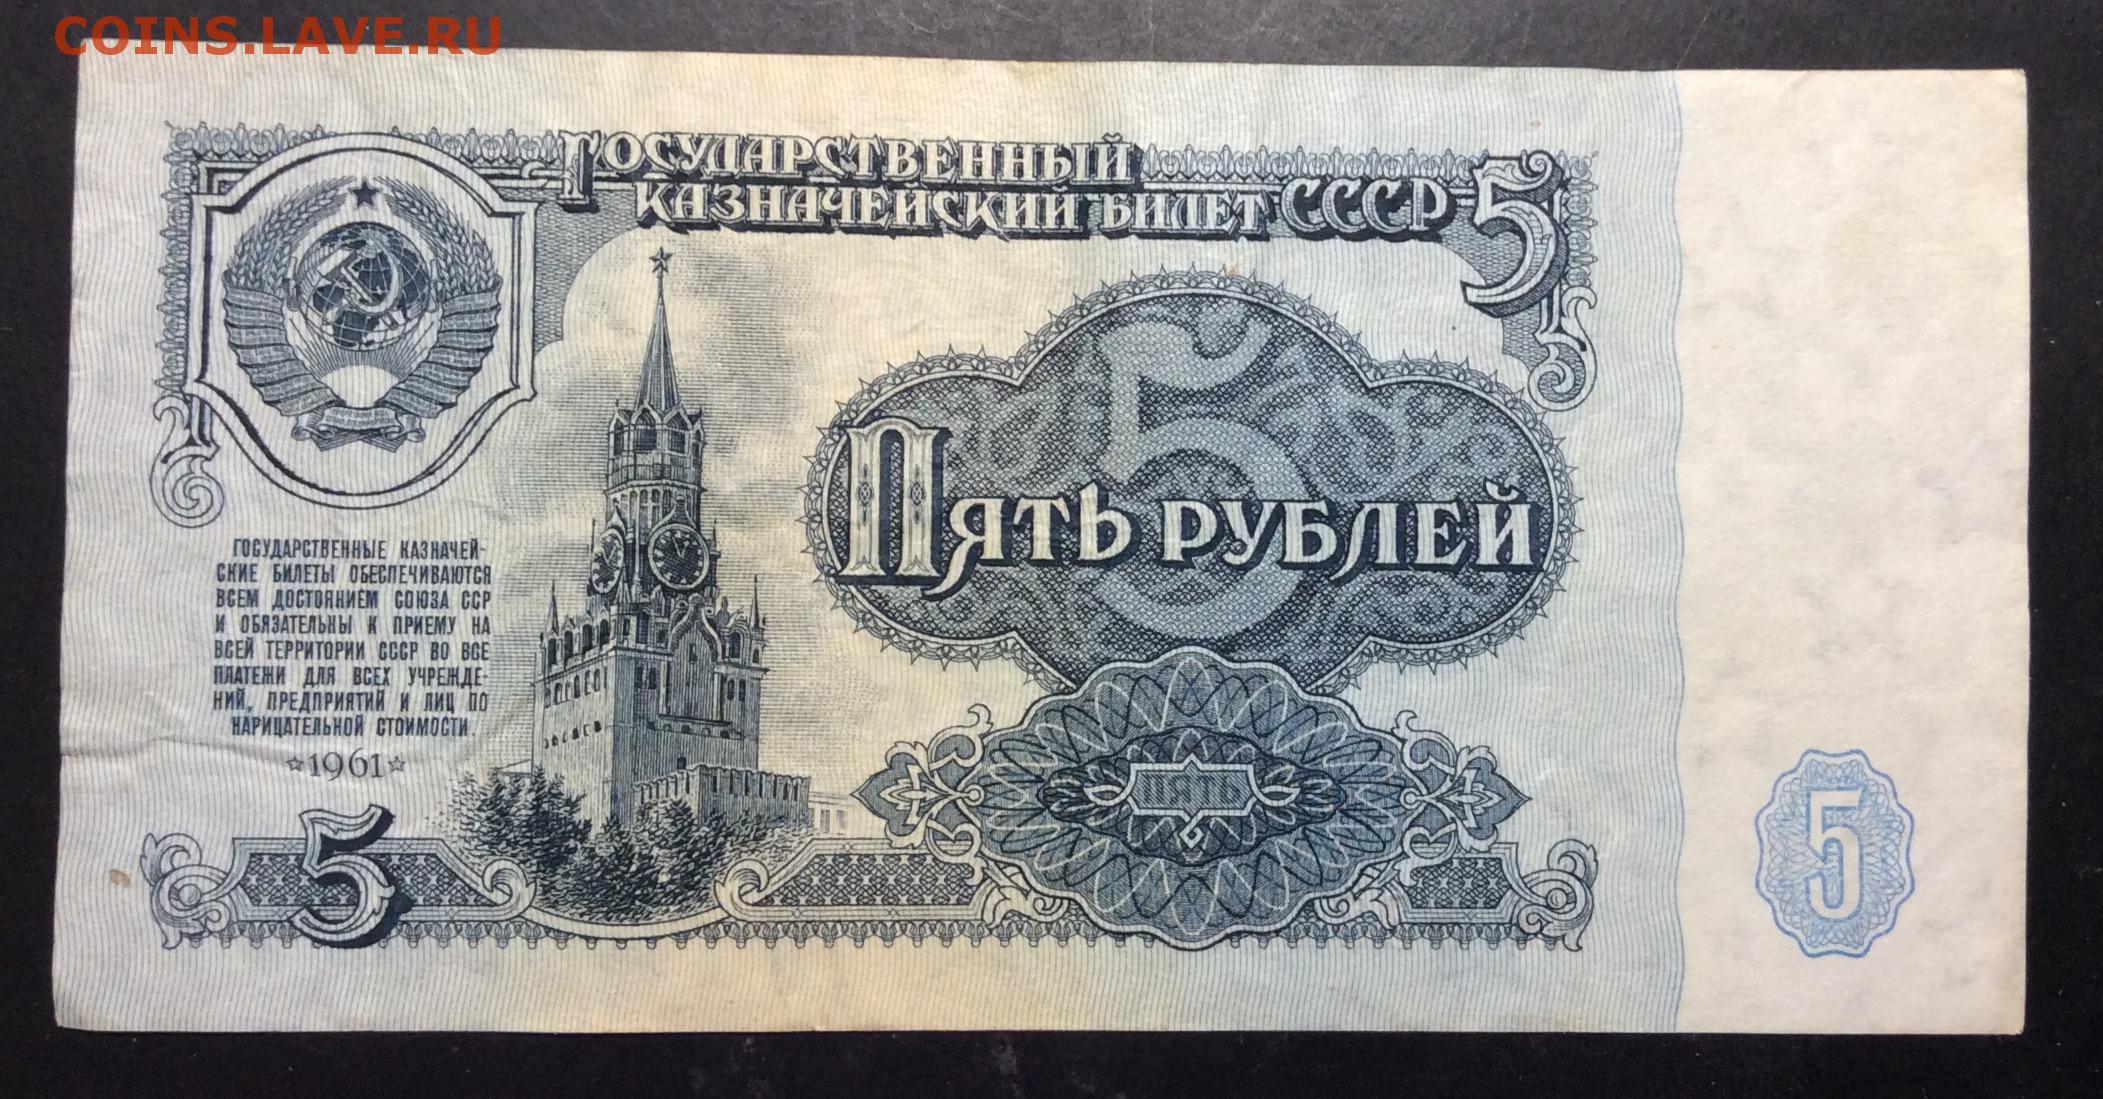 COINS.LAVE.RU
ГОСУДАРСТВЕННЫЙ
КАЗНАЧЕЙСКИЙ БИЛЕТ СССР 5
5
ПЯТЬ РУБЛЕЙ
ГОСУДАРСТВЕННЫЕ КАЗНАЧЕЙ-
СКИЕ БИЛЕТЫ ОБЕСПЕЧИВАЮТСЯ
ВСЕМ ДОСТОЯНИЕМ СОЮЗА ССР
И ОБЯЗАТЕЛЬНЫ К ПРИЕМУ НА
ВСЕЙ ТЕРРИТОРИИ СССР ВО ВСЕ
ПЛАТЕЖИ ДЛЯ ВСЕХ УЧРЕЖДЕ-
НИЙ, ПРЕДПРИЯТИЙ И ЛИЦ ПО
НАРИЦАТЕЛЬНОЙ СТОИМОСТИ.
☆1961☆
5
ПЯТЬ
5